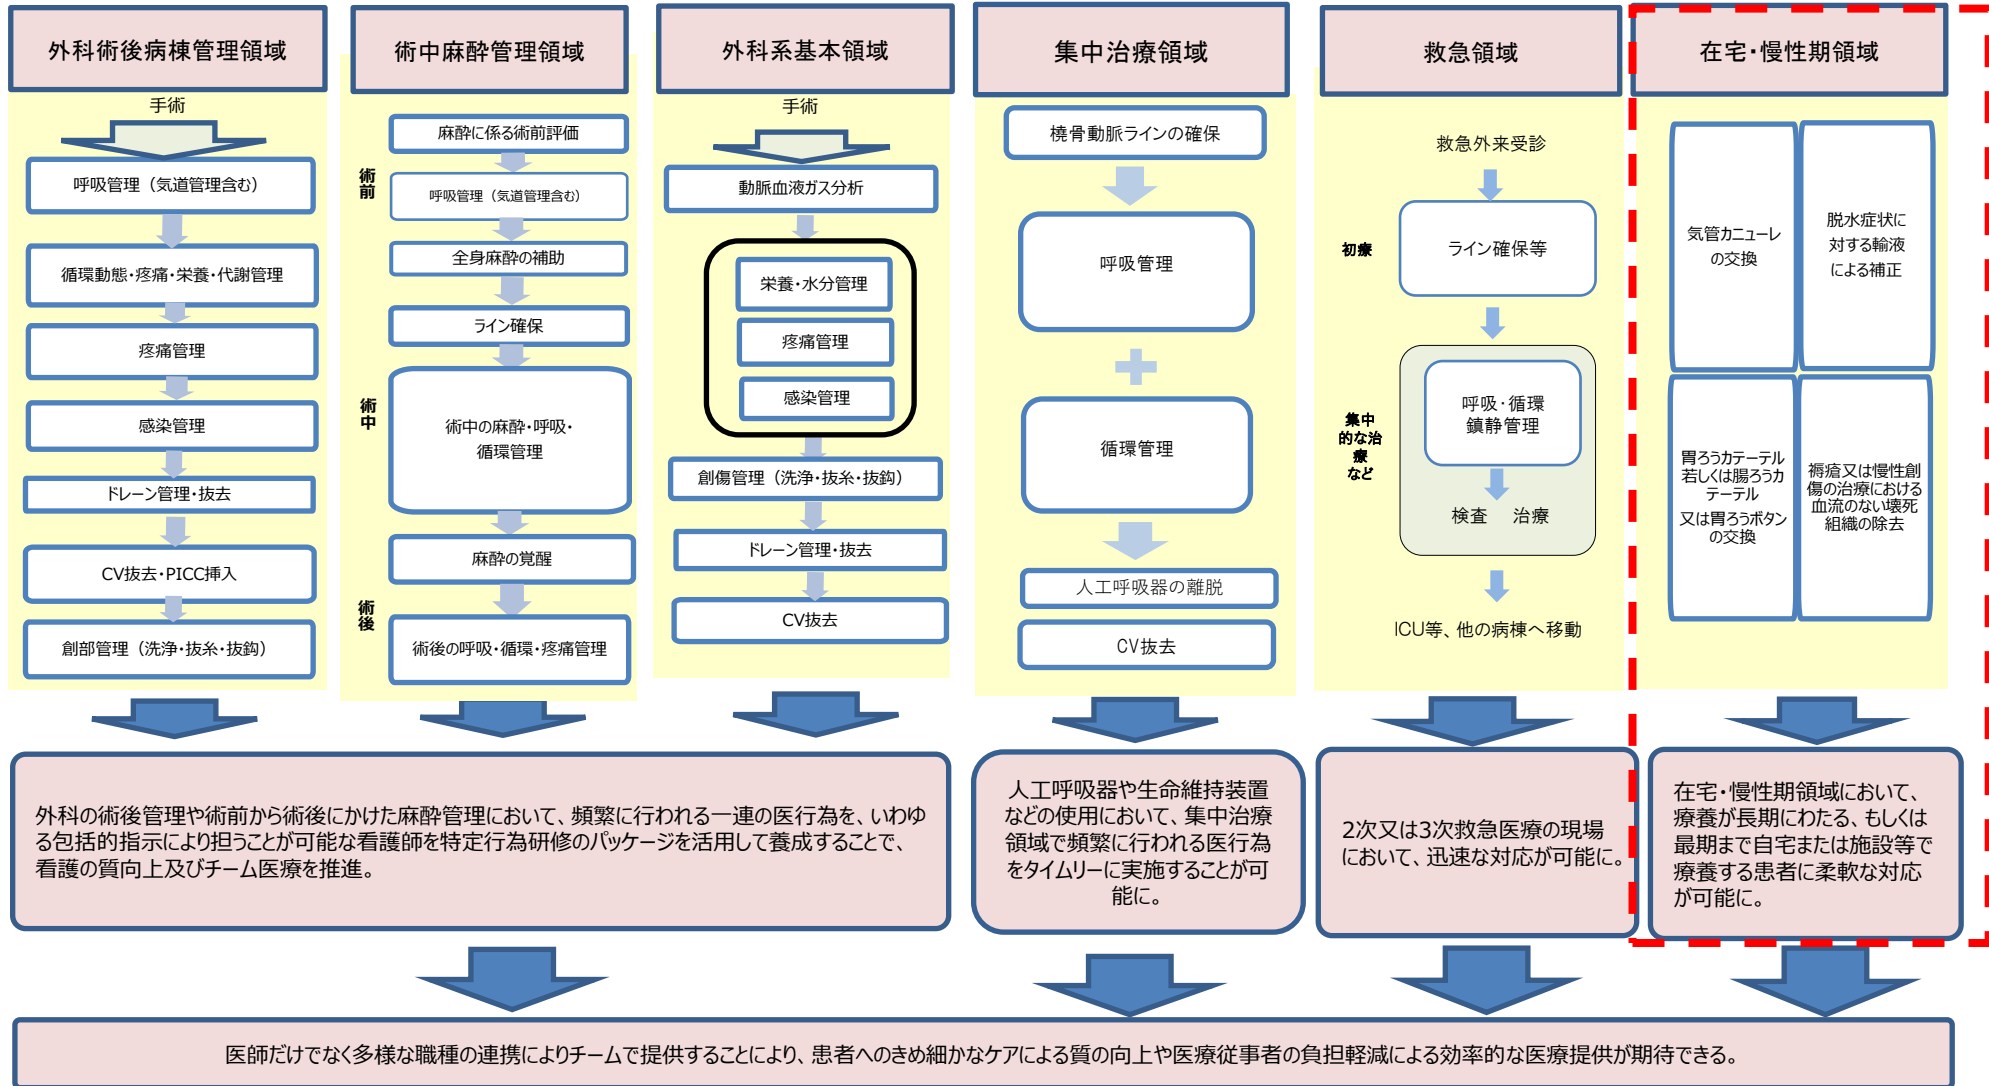 外科術後病棟管理領域
手術
呼吸管理（気道管理含む）
循環動態・疼痛・栄養・代謝管理
疼痛管理
感染管理
ドレーン管理・抜去
CV抜去・PICC挿入
創部管理（洗浄・抜糸・抜鈎）
術中麻酔管理領域
術前
麻酔に係る術前評価
呼吸管理（気道管理含む）
全身麻酔の補助
ライン確保
術中
術中の麻酔・呼吸・
循環管理
麻酔の覚醒
術後
術後の呼吸・循環・疼痛管理
外科系基本領域
手術
動脈血液ガス分析
栄養・水分管理
疼痛管理
感染管理
創傷管理（洗浄・抜糸・抜鈎）
ドレーン管理・抜去
CV抜去
集中治療領域
橈骨動脈ラインの確保
呼吸管理
循環管理
人工呼吸器の離脱
CV抜去
救急領域
救急外来受診
初療
ライン確保等
集中
的な治
療
など
呼吸・循環
鎮静管理
検査　治療
ICU等、他の病棟へ移動
在宅・慢性期領域
気管カニューレ
の交換
脱水症状に
対する輸液
による補正
胃ろうカテーテル
若しくは腸ろうカ
テーテル
又は胃ろうボタン
の交換
褥瘡又は慢性創
傷の治療における
血流のない壊死
組織の除去
外科の術後管理や術前から術後にかけた麻酔管理において、頻繁に行われる一連の医行為を、いわゆ
る包括的指示により担うことが可能な看護師を特定行為研修のパッケージを活用して養成することで、
看護の質向上及びチーム医療を推進。
人工呼吸器や生命維持装置
などの使用において、集中治療
領域で頻繁に行われる医行為
をタイムリーに実施することが可
能に。
2次又は3次救急医療の現場
において、迅速な対応が可能に。
在宅・慢性期領域において、
療養が長期にわたる、もしくは
最期まで自宅または施設等で
療養する患者に柔軟な対応
が可能に。
医師だけでなく多様な職種の連携によりチームで提供することにより、患者へのきめ細かなケアによる質の向上や医療従事者の負担軽減による効率的な医療提供が期待できる。